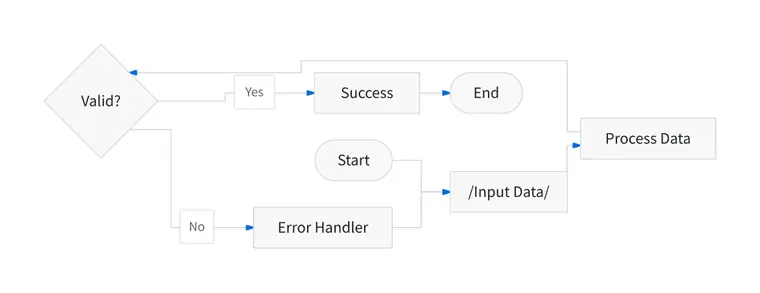 Valid?
Yes
Success
End
Process Data
Start
/Input Data/
No
Error Handler